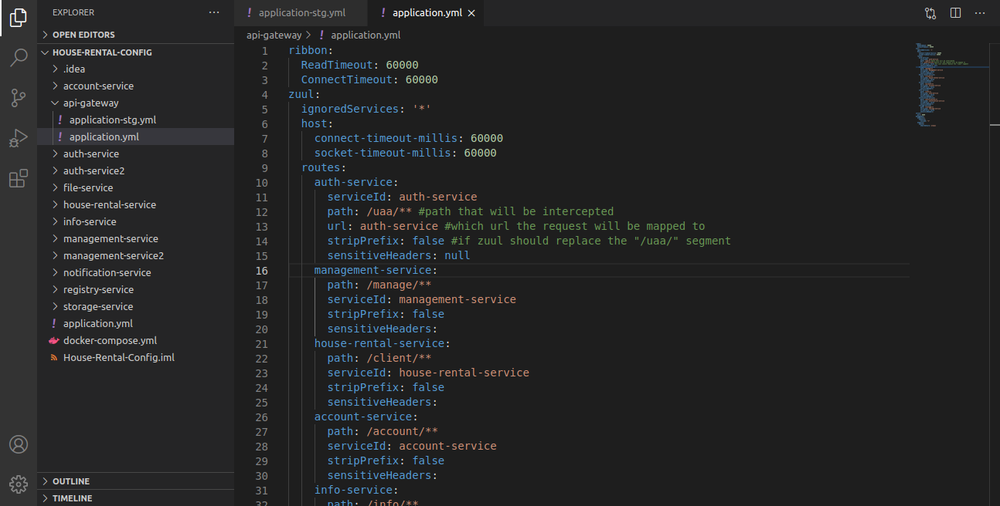 EXPLORER
OPEN EDITORS
HOUSE-RENTAL-CONFIG
.idea
account-service
api-gateway
! application-stg.yml
! application.yml
auth-service
auth-service2
file-service
house-rental-service
info-service
management-service
management-service2
notification-service
registry-service
storage-service
! application.yml
docker-compose.yml
House-Rental-Config.iml
OUTLINE
TIMELINE
! application-stg.yml ! application.yml ×
api-gateway > ! application.yml
1 ribbon:
2 ReadTimeout: 60000
3 ConnectTimeout: 60000
4 zuul:
5 ignoredServices: '*'
6 host:
7 connect-timeout-millis: 60000
8 socket-timeout-millis: 60000
9 routes:
10 auth-service:
11 serviceId: auth-service
12 path: /uaa/** #path that will be intercepted
13 url: auth-service #which url the request will be mapped to
14 stripPrefix: false #if zuul should replace the "/uaa/" segment
15 sensitiveHeaders: null
16 management-service:
17 path: /manage/**
18 serviceId: management-service
19 stripPrefix: false
20 sensitiveHeaders:
21 house-rental-service:
22 path: /client/**
23 serviceId: house-rental-service
24 stripPrefix: false
25 sensitiveHeaders:
26 account-service:
27 path: /account/**
28 serviceId: account-service
29 stripPrefix: false
30 sensitiveHeaders:
31 info-service:
32 path: /info/**